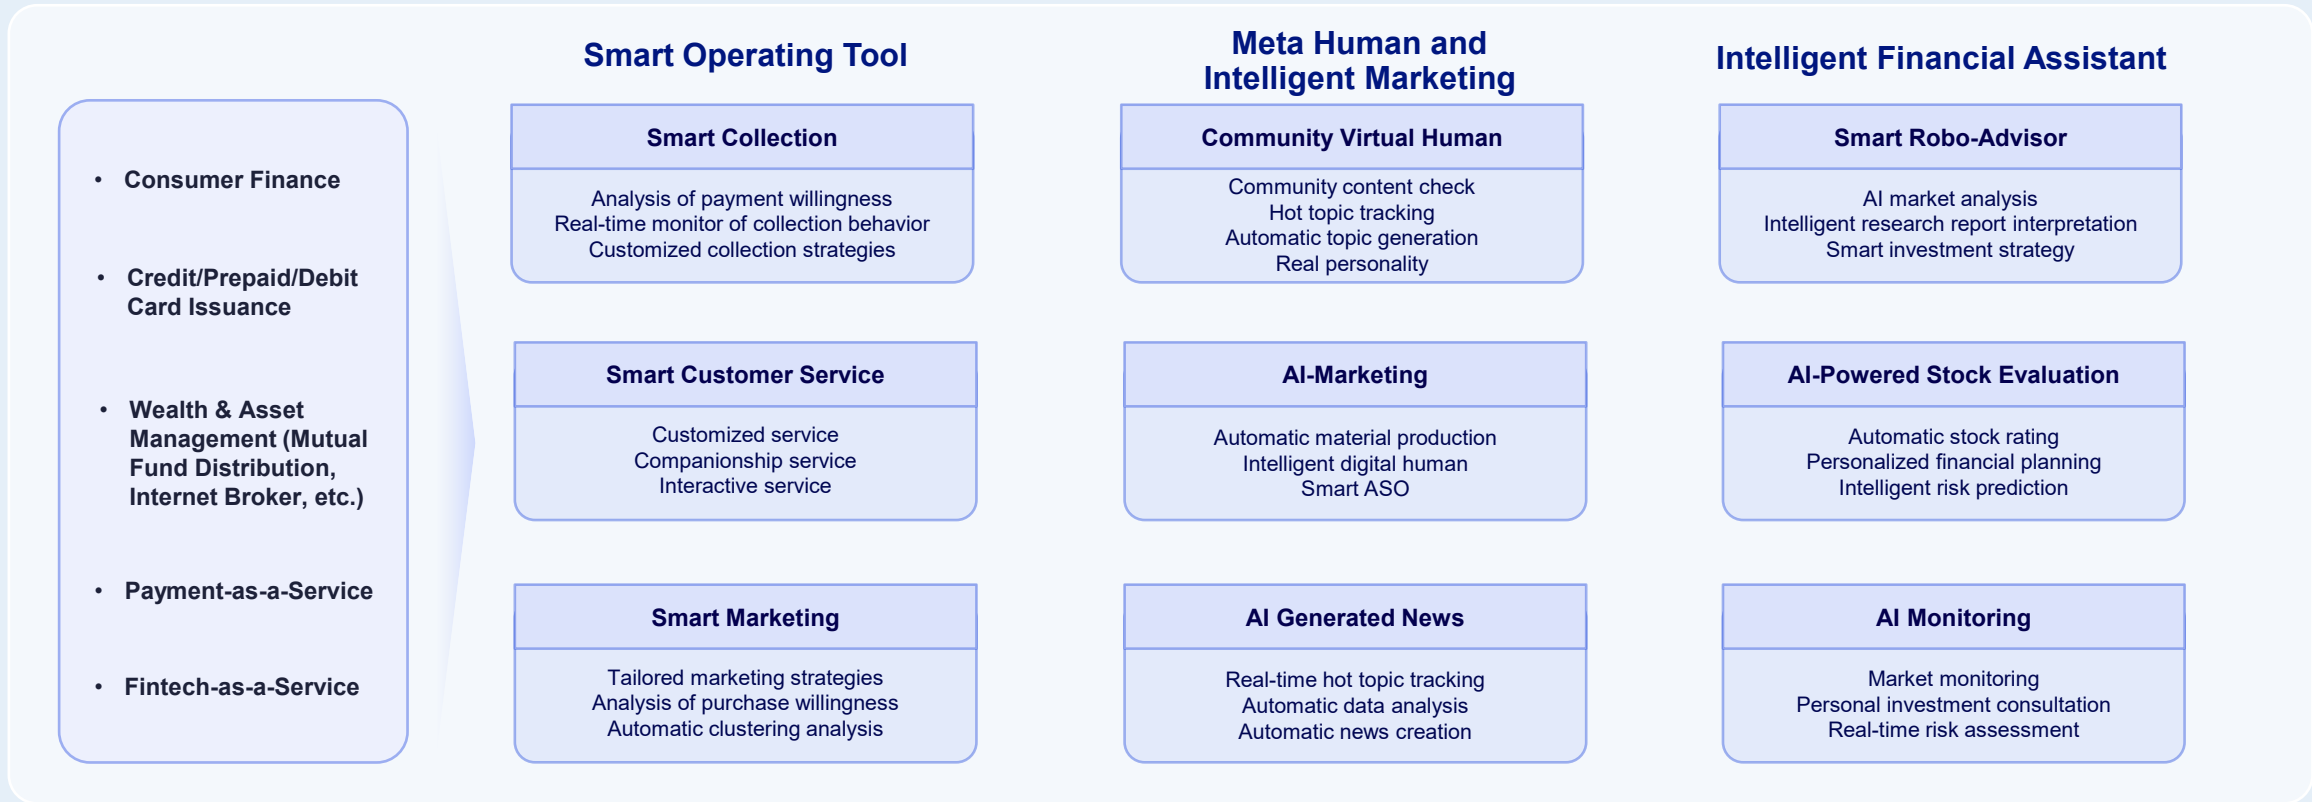 Smart Operating Tool
Meta Human and
Intelligent Marketing
Intelligent Financial Assistant
• Consumer Finance
• Credit/Prepaid/Debit
Card Issuance
• Wealth & Asset
Management (Mutual
Fund Distribution,
Internet Broker, etc.)
• Payment-as-a-Service
• Fintech-as-a-Service
Smart Collection
Analysis of payment willingness
Real-time monitor of collection behavior
Customized collection strategies
Smart Customer Service
Customized service
Companionship service
Interactive service
Smart Marketing
Tailored marketing strategies
Analysis of purchase willingness
Automatic clustering analysis
Community Virtual Human
Community content check
Hot topic tracking
Automatic topic generation
Real personality
AI-Marketing
Automatic material production
Intelligent digital human
Smart ASO
AI Generated News
Real-time hot topic tracking
Automatic data analysis
Automatic news creation
Smart Robo-Advisor
AI market analysis
Intelligent research report interpretation
Smart investment strategy
AI-Powered Stock Evaluation
Automatic stock rating
Personalized financial planning
Intelligent risk prediction
AI Monitoring
Market monitoring
Personal investment consultation
Real-time risk assessment